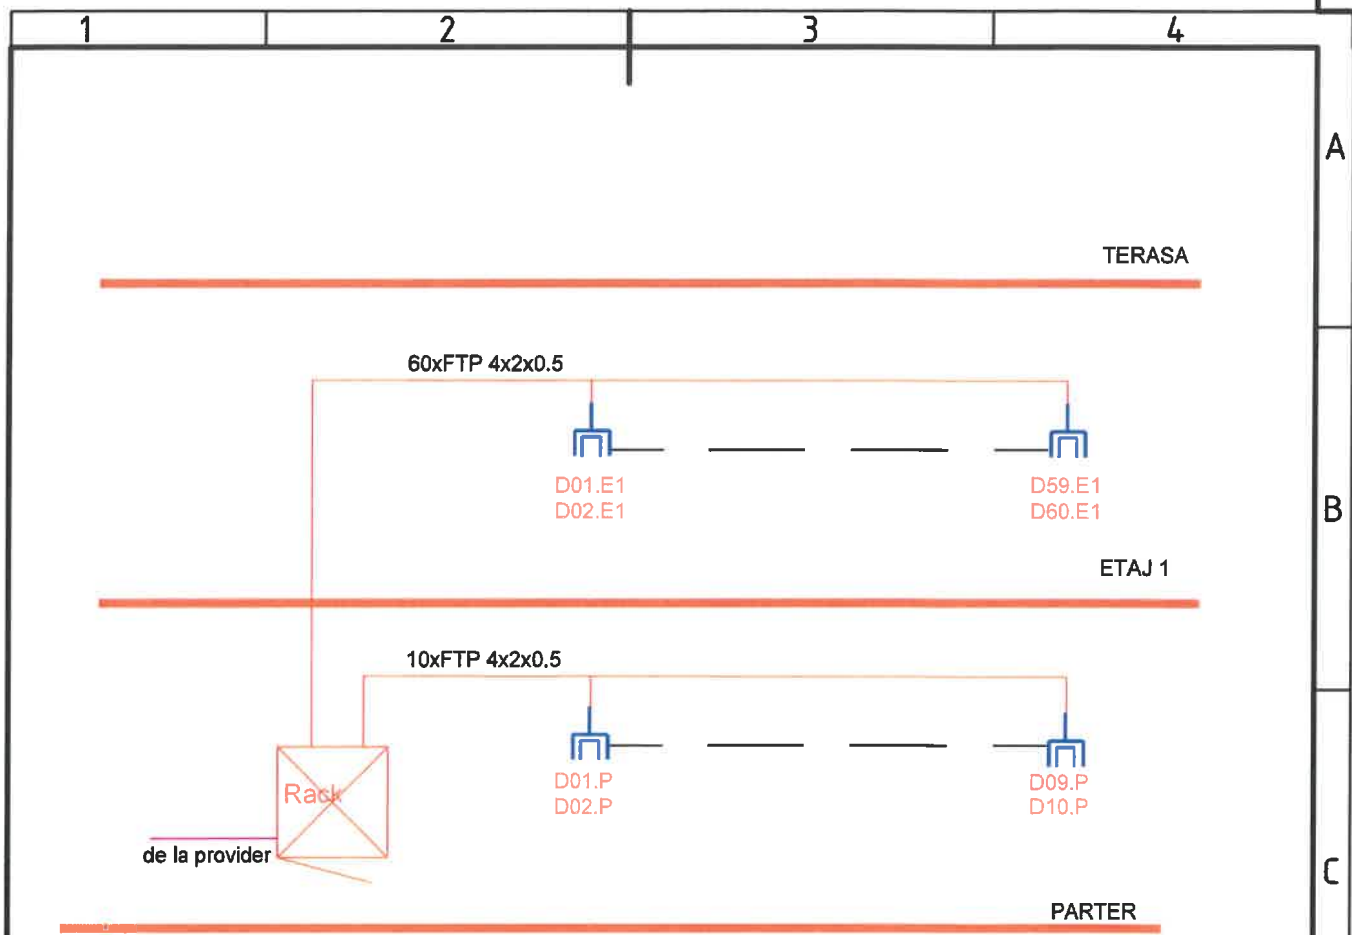 1 2 3 4
A
TERASA
60xFTP 4x2x0.5
D01.E1 D59.E1
D02.E1 D60.E1
B
ETAJ 1
10xFTP 4x2x0.5
Rack
D01.P D09.P
D02.P D10.P
de la provider
C
PARTER